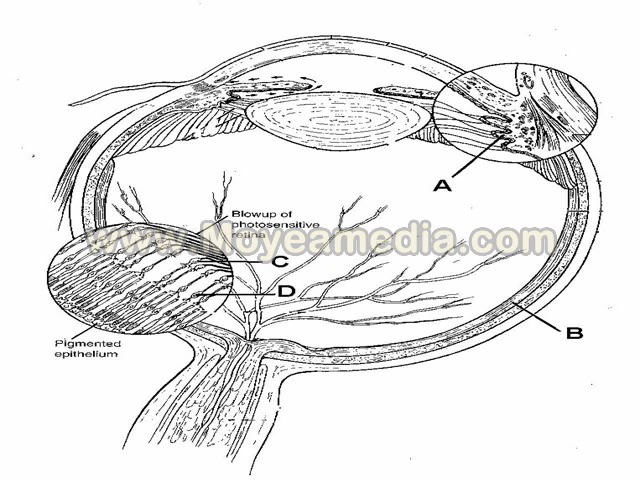 A
Blowup of
photosensitive
retina
www.Moyeamedia.com
C
D
B
Pigmented
epithelium